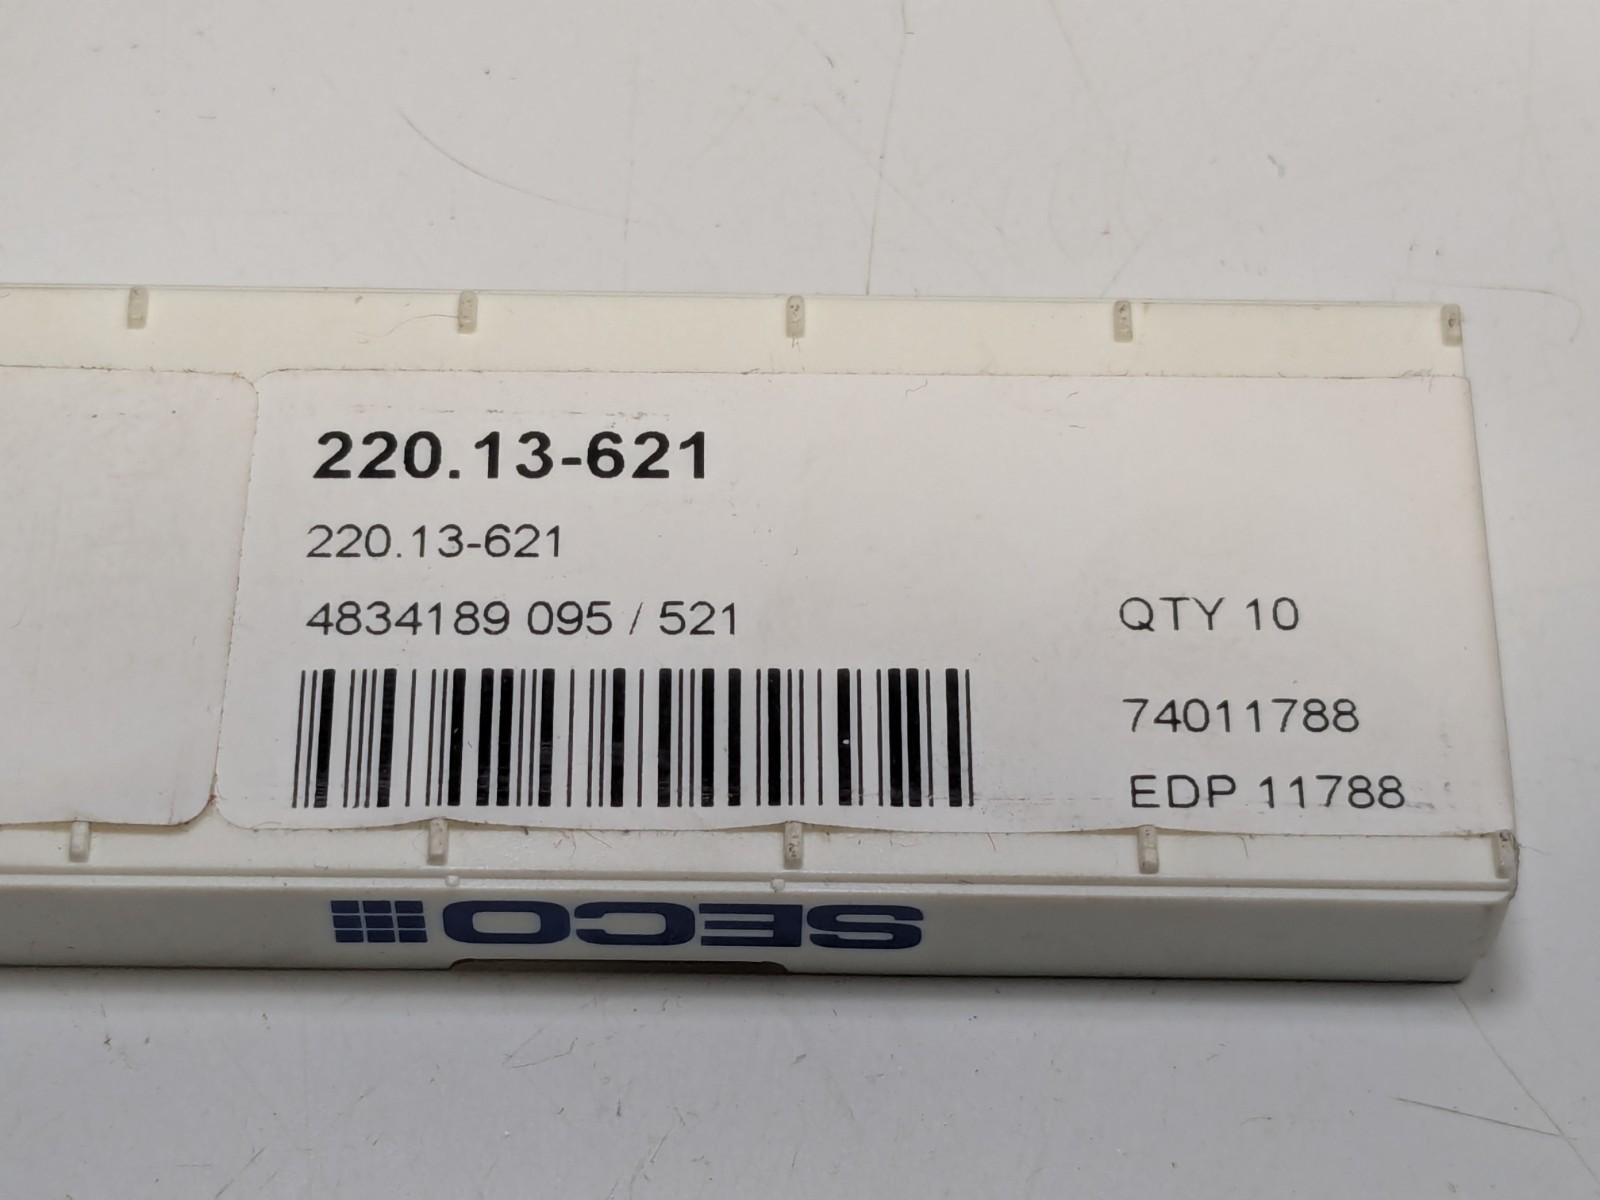 220.13-621
220.13-621
4834189 095 / 521
QTY 10
74011788
EDP 11788
SECO